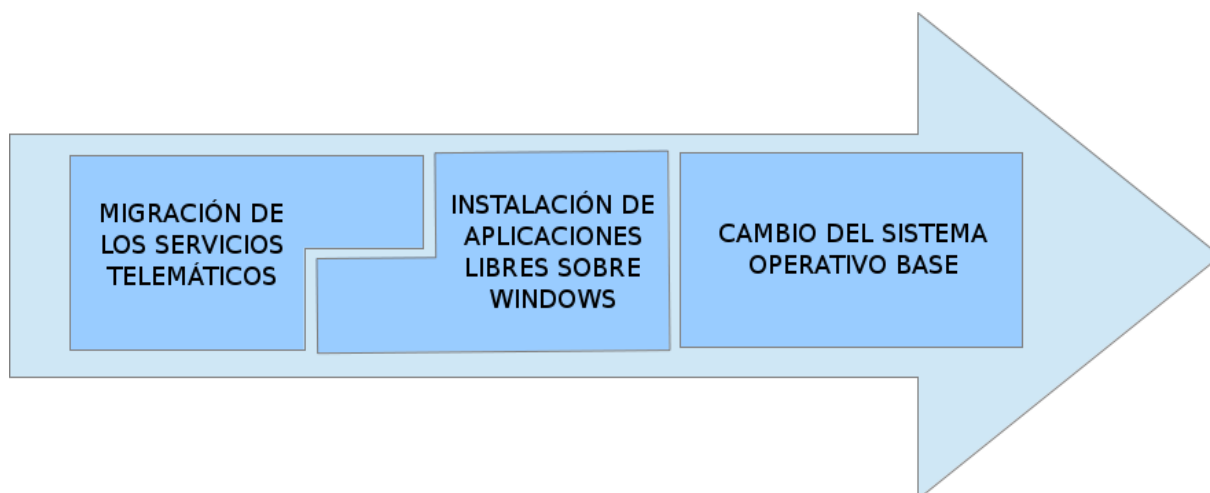 MIGRACIÓN DE
LOS SERVICIOS
TELEMÁTICOS
INSTALACIÓN DE
APLICACIONES
LIBRES SOBRE
WINDOWS
CAMBIO DEL SISTEMA
OPERATIVO BASE